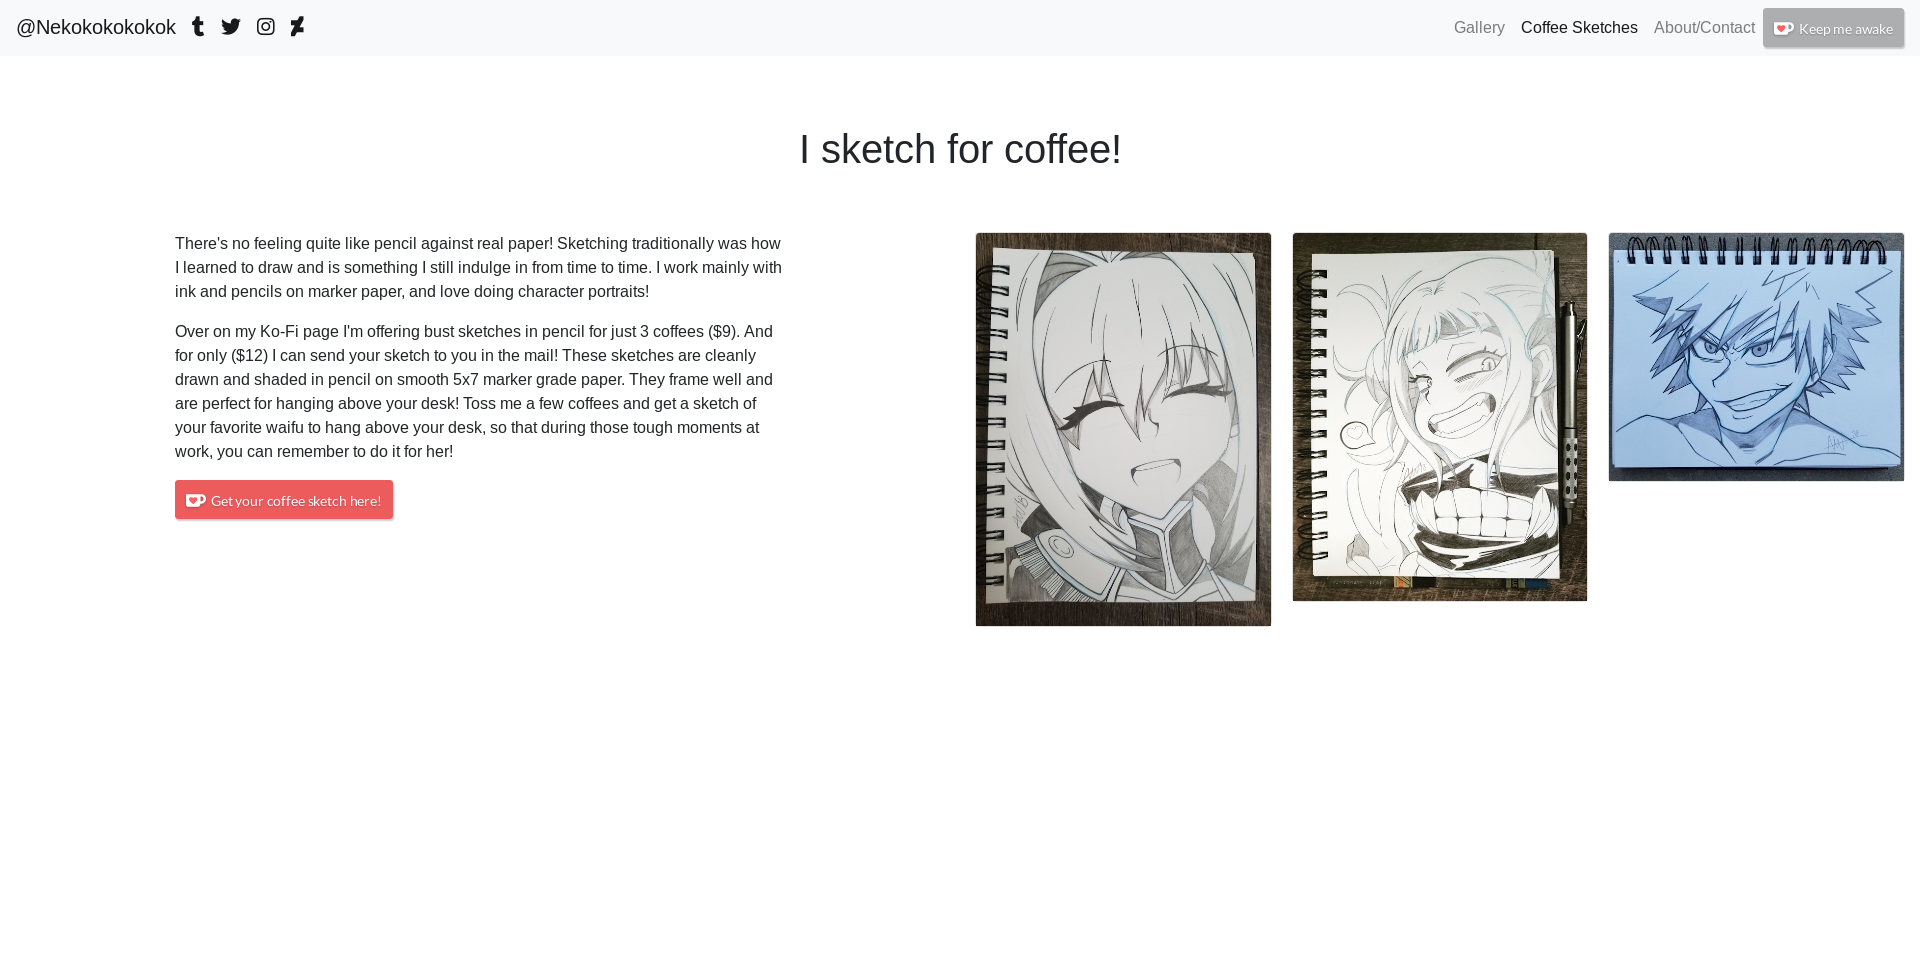 @Nekokokokokok
Gallery
Coffee Sketches
About/Contact
Keep me awake
I sketch for coffee!
There's no feeling quite like pencil against real paper! Sketching traditionally was how
I learned to draw and is something I still indulge in from time to time. I work mainly with
ink and pencils on marker paper, and love doing character portraits!
Over on my Ko-Fi page I'm offering bust sketches in pencil for just 3 coffees ($9). And
for only ($12) I can send your sketch to you in the mail! These sketches are cleanly
drawn and shaded in pencil on smooth 5x7 marker grade paper. They frame well and
are perfect for hanging above your desk! Toss me a few coffees and get a sketch of
your favorite waifu to hang above your desk, so that during those tough moments at
work, you can remember to do it for her!
Get your coffee sketch here!